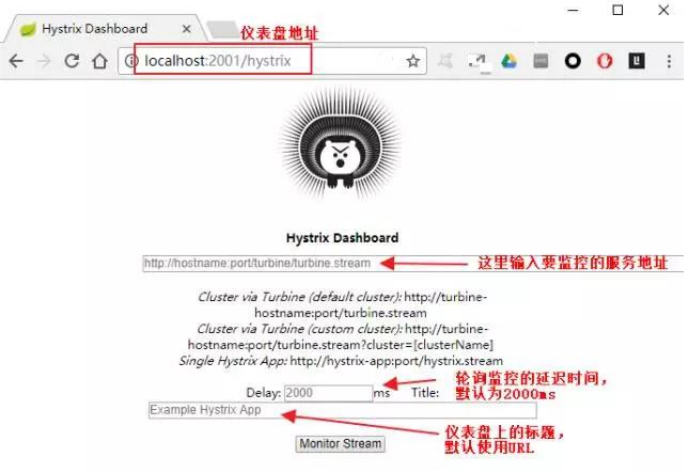 Hystrix Dashboard
仪表盘地址
localhost:2001/hystrix
Hystrix Dashboard
http://hostname:port/turbine/turbine.stream
这里输入要监控的服务地址
Cluster via Turbine (default cluster): http://turbine-
hostname:port/turbine.stream
Cluster via Turbine (custom cluster): http://turbine-
hostname:port/turbine.stream?cluster=[clusterName]
Single Hystrix App: http://hystrix-app:port/hystrix.stream
Delay: 2000 ms Title:
轮询监控的延迟时间，
默认为2000ms
Example Hystrix App
仪表盘上的标题，
默认使用URL
Monitor Stream